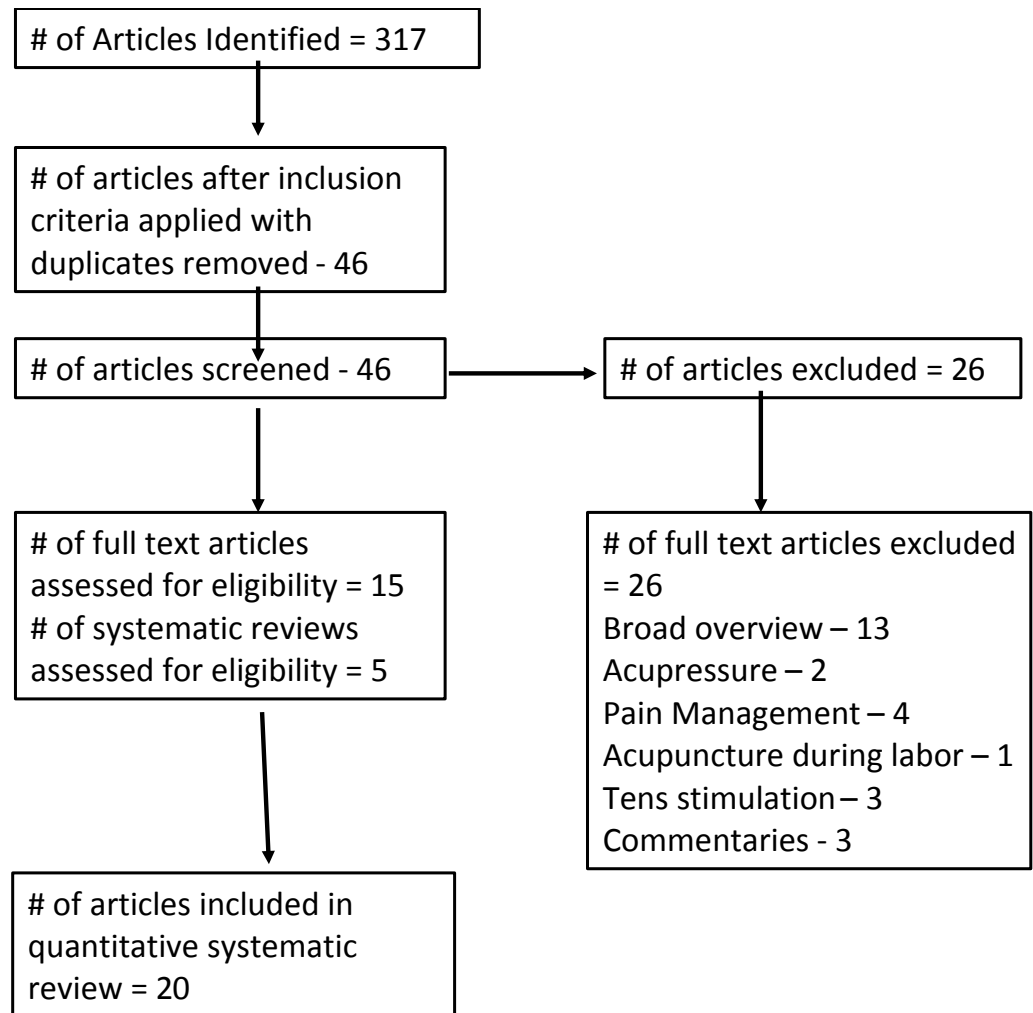 # of Articles Identified = 317
# of articles after inclusion
criteria applied with
duplicates removed - 46
# of articles screened - 46
# of articles excluded = 26
# of full text articles
assessed for eligibility = 15
# of systematic reviews
assessed for eligibility = 5
# of full text articles excluded
= 26
Broad overview – 13
Acupressure – 2
Pain Management – 4
Acupuncture during labor – 1
Tens stimulation – 3
Commentaries - 3
# of articles included in
quantitative systematic
review = 20